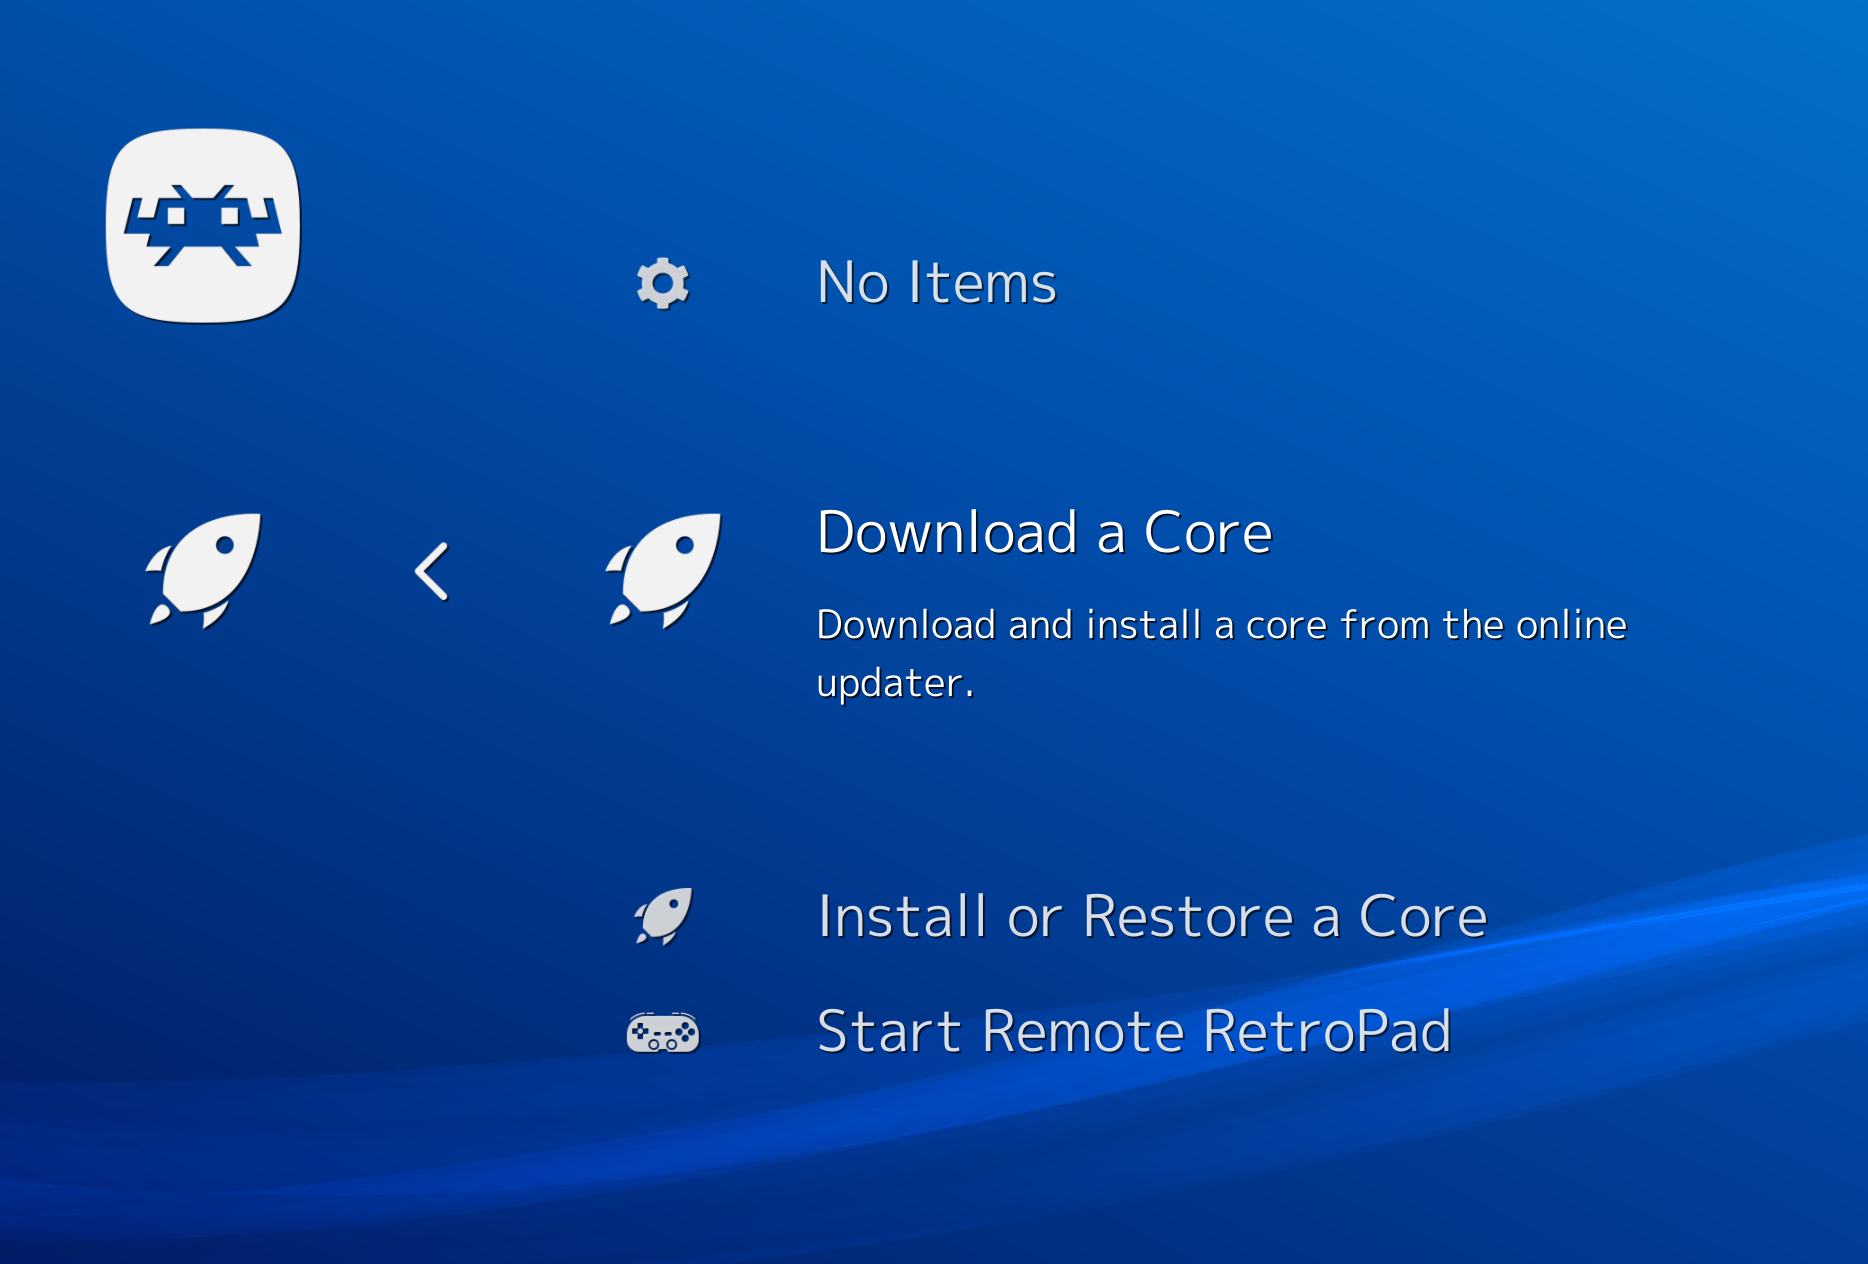 No Items
Download a Core
Download and install a core from the online
updater.
Install or Restore a Core
Start Remote RetroPad